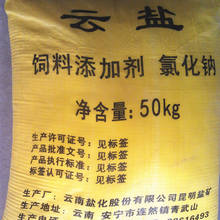 云盐
饲料添加剂 氯化钠
净含量:50kg
生产许可证号:见标签
产品批准文号:见标签
产品执行标准:见标签
标签认可证号:见标签
生产厂:云南盐化股份有限公司昆明盐矿
生产地址:云南 安宁市连然镇青武山